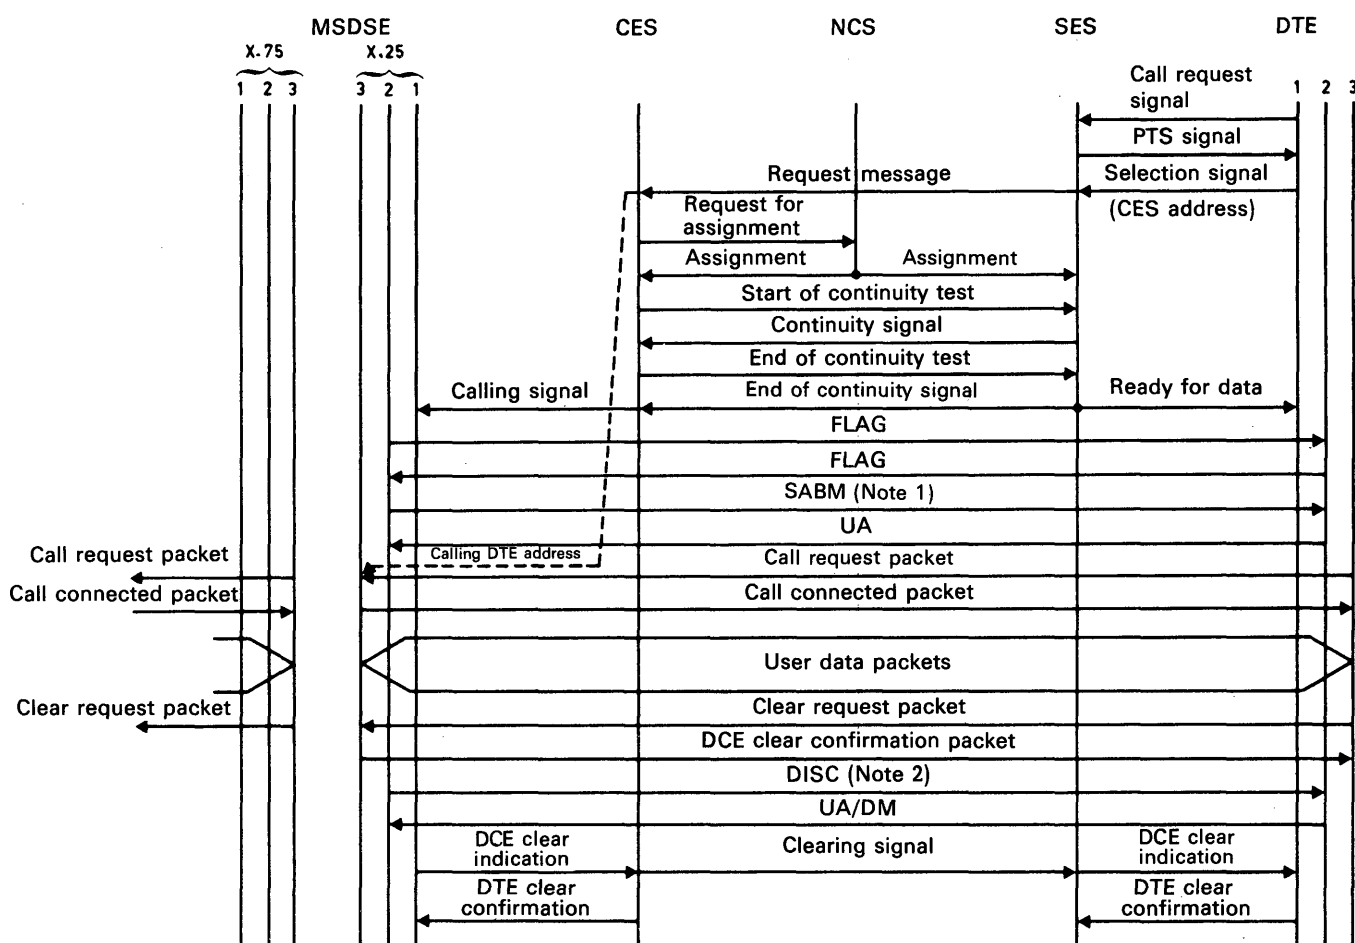 MSDSE CES NCS SES DTE
X.75 X.25
1 2 3 3 2 1 1 2 3
Call request
signal
PTS signal
Request message Selection signal
(CES address)
Request for
assignment
Assignment Assignment
Start of continuity test
Continuity signal
End of continuity test
Calling signal End of continuity signal Ready for data
FLAG
FLAG
SABM (Note 1)
UA
Call request packet Calling DTE address Call request packet
Call connected packet Call connected packet
User data packets
Clear request packet Clear request packet
DCE clear confirmation packet
DISC (Note 2)
UA/DM
DCE clear
indication
Clearing signal
DCE clear
indication
DTE clear
confirmation
DTE clear
confirmation